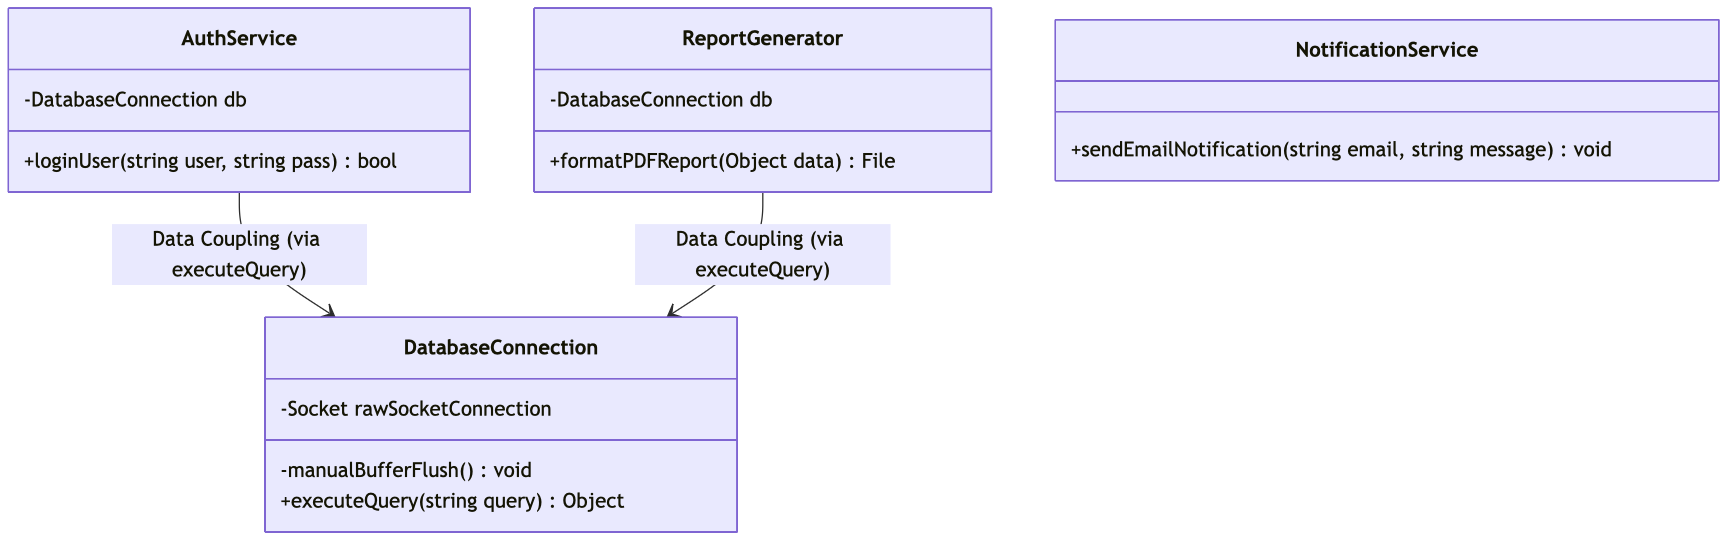 AuthService
-DatabaseConnection db
+loginUser(string user, string pass) : bool
ReportGenerator
-DatabaseConnection db
+formatPDFReport(Object data) : File
NotificationService
+sendEmailNotification(string email, string message) : void
Data Coupling (via
executeQuery)
Data Coupling (via
executeQuery)
DatabaseConnection
-Socket rawSocketConnection
-manualBufferFlush() : void
+executeQuery(string query) : Object